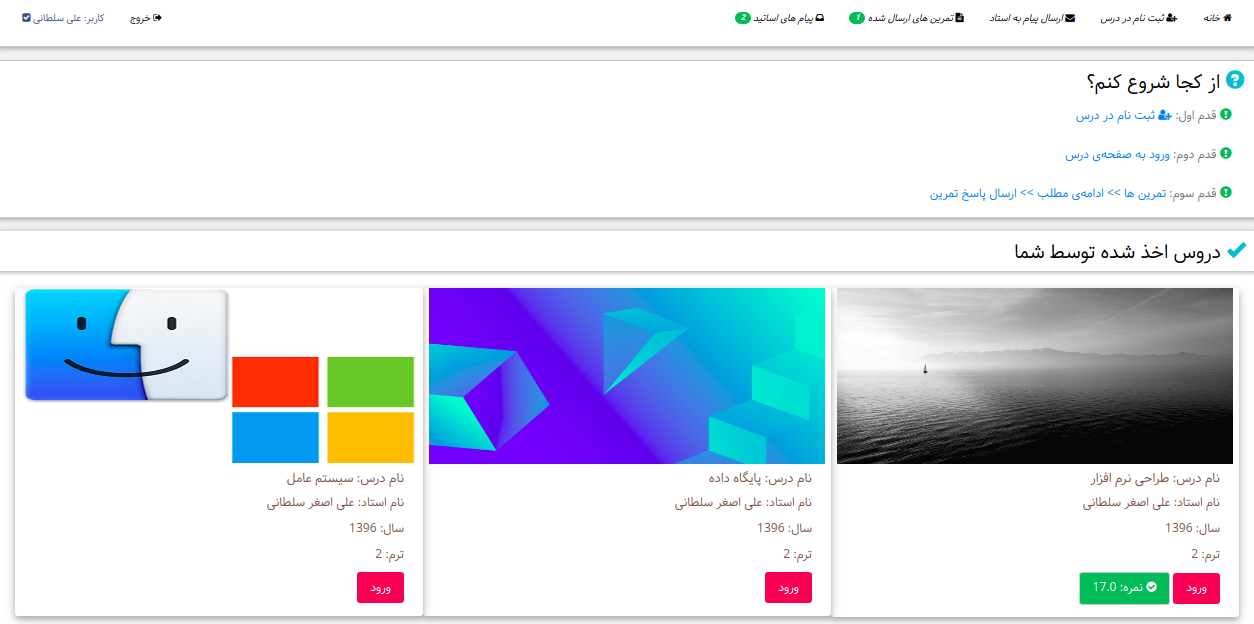 خانه
ثبت نام در درس
ارسال پیام به استاد
تمرین های ارسال شده 1
پیام های اساتید 2
خروج
کاربر: علی سلطانی
از کجا شروع کنم؟
قدم اول: ثبت نام در درس
قدم دوم: ورود به صفحه‌ی درس
قدم سوم: تمرین ها >> ادامه‌ی مطلب >> ارسال پاسخ تمرین
دروس اخذ شده توسط شما
نام درس: طراحی نرم افزار
نام استاد: علی اصغر سلطانی
سال: 1396
ترم: 2
ورود
نمره: 17.0
نام درس: پایگاه داده
نام استاد: علی اصغر سلطانی
سال: 1396
ترم: 2
ورود
نام درس: سیستم عامل
نام استاد: علی اصغر سلطانی
سال: 1396
ترم: 2
ورود